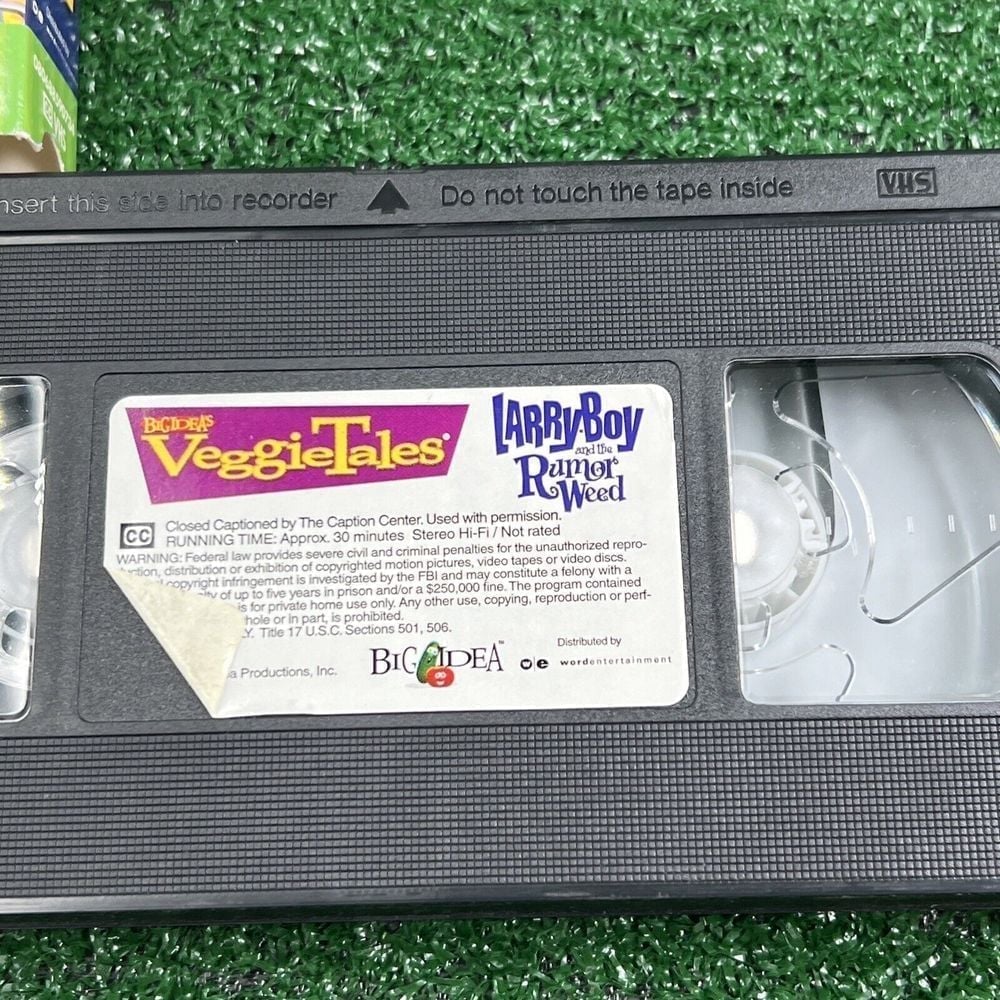 nsert this side into recorder
Do not touch the tape inside
VHS
VHS
BIG IDEA'S
VeggieTales®
LARRY-BOY
and the
Rumor
Weed
CC
Closed Captioned by The Caption Center. Used with permission.
RUNNING TIME: Approx. 30 minutes Stereo Hi-Fi / Not rated
WARNING: Federal law provides severe civil and criminal penalties for the unauthorized repro-
ction, distribution or exhibition of copyrighted motion pictures, video tapes or video discs.
copyright infringement is investigated by the FBI and may constitute a felony with a
of up to five years in prison and/or a $250,000 fine. The program contained
is for private home use only. Any other use, copying, reproduction or perf-
hole or in part, is prohibited.
Y. Title 17 U.S.C. Sections 501, 506.
a Productions, Inc.
BIG IDEA™
Distributed by
w|e wordentertainment